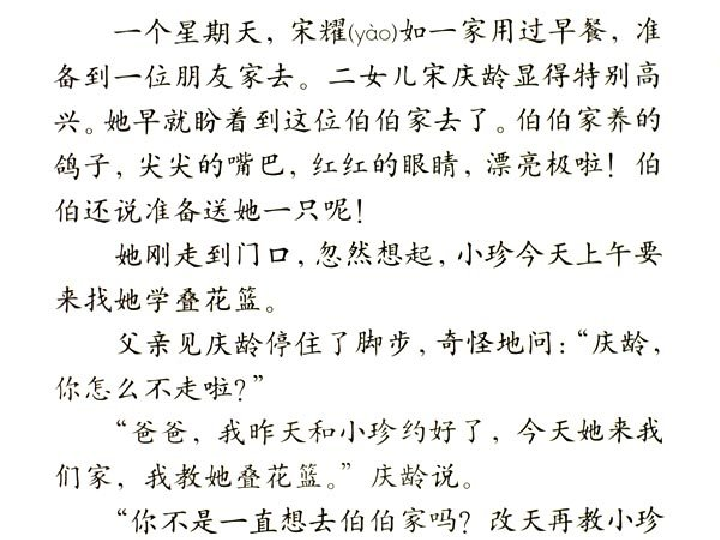 一个星期天，宋耀(yào)如一家用过早餐，准
备到一位朋友家去。二女儿宋庆龄显得特别高
兴。她早就盼着到这位伯伯家去了。伯伯家养的
鸽子，尖尖的嘴巴，红红的眼睛，漂亮极啦！伯
伯还说准备送她一只呢！
她刚走到门口，忽然想起，小珍今天上午要
来找她学叠花篮。
父亲见庆龄停住了脚步，奇怪地问：“庆龄，
你怎么不走啦？”
“爸爸，我昨天和小珍约好了，今天她来我
们家，我教她叠花篮。”庆龄说。
“你不是一直想去伯伯家吗？改天再教小珍